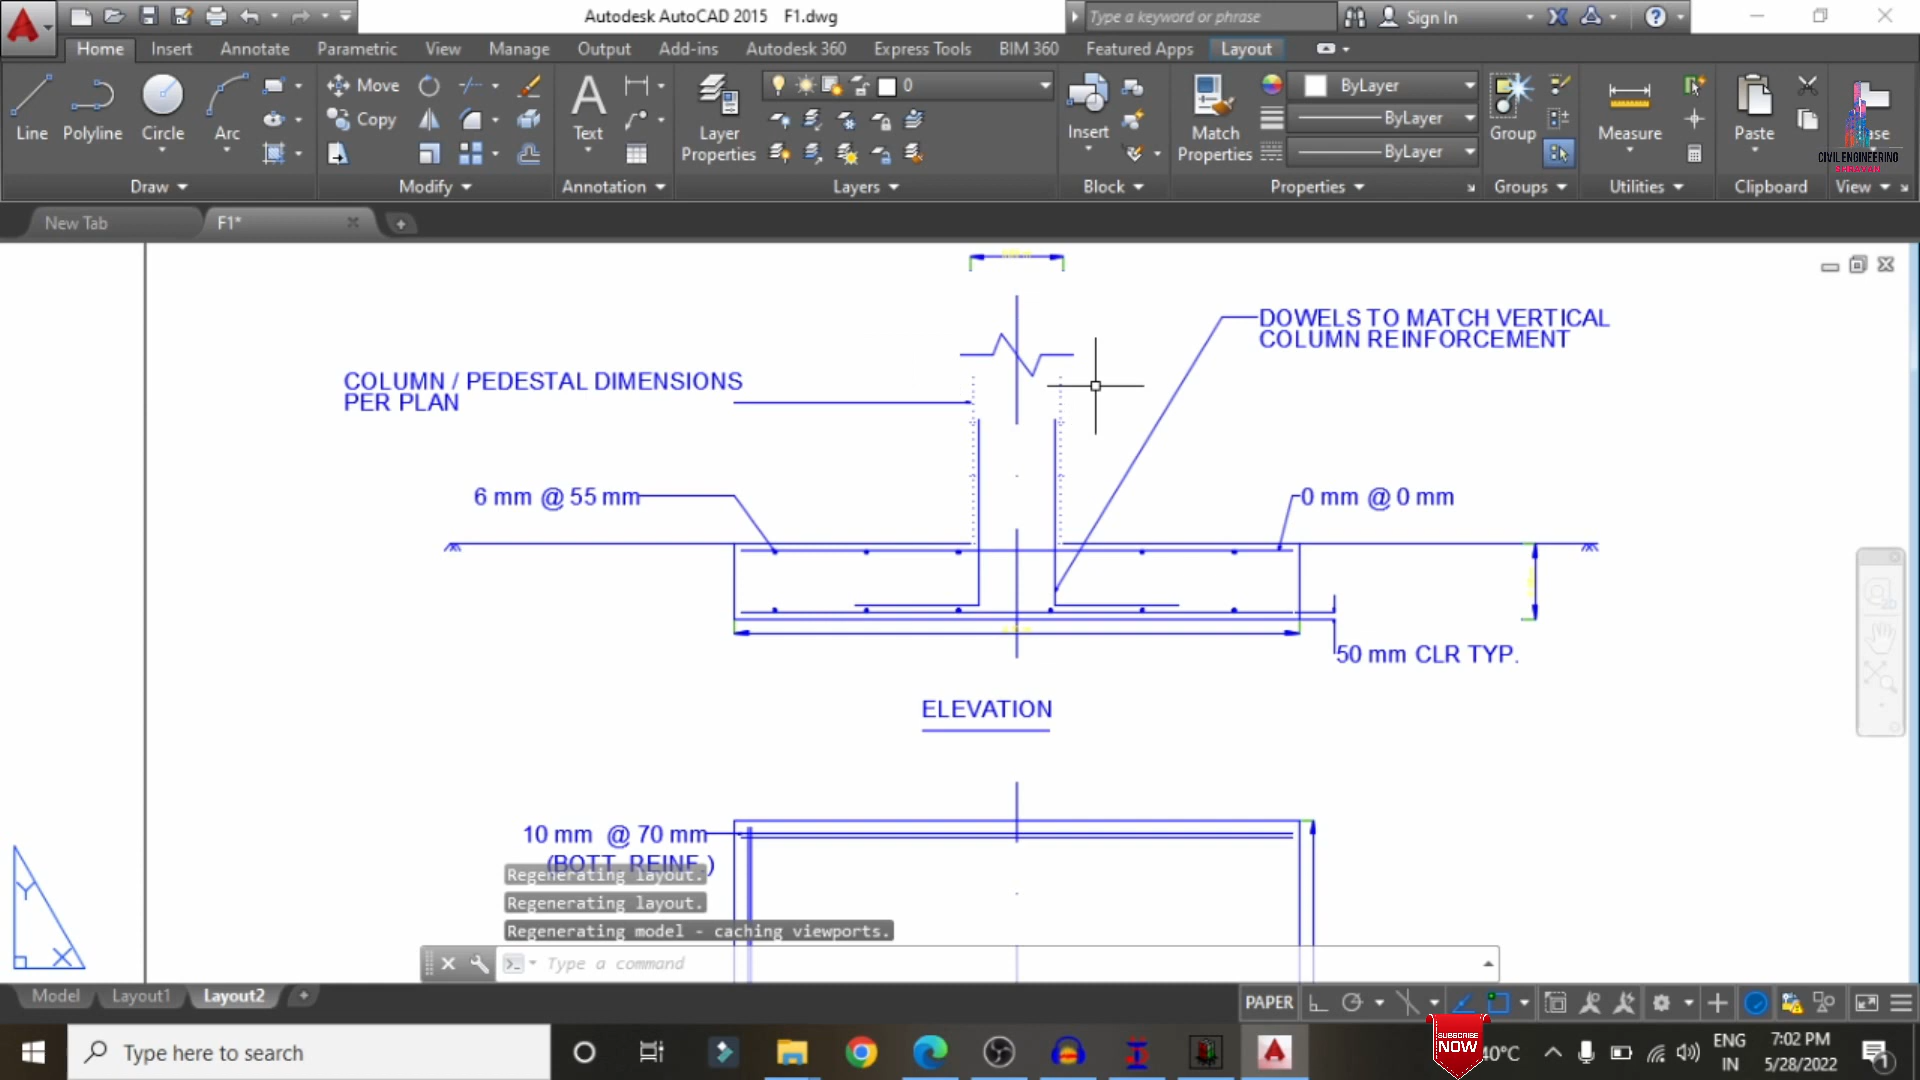 Autodesk AutoCAD 2015 F1.dwg
Type a keyword or phrase
Sign In
Home Insert Annotate Parametric View Manage Output Add-ins Autodesk 360 Express Tools BIM 360 Featured Apps Layout
Line Polyline Circle Arc
Move
Copy
Text
Layer
Properties
0
Insert
Match
Properties
ByLayer
ByLayer
ByLayer
Group
Measure
Paste
CIVIL ENGINEERING
Draw Modify Annotation Layers Block Properties Groups Utilities Clipboard View
New Tab F1*
DOWELS TO MATCH VERTICAL
COLUMN REINFORCEMENT
COLUMN / PEDESTAL DIMENSIONS
PER PLAN
6 mm @ 55 mm
0 mm @ 0 mm
50 mm CLR TYP.
ELEVATION
10 mm @ 70 mm
(BOTT. REINF.)
Regenerating layout.
Regenerating layout.
Regenerating model - caching viewports.
Type a command
Y
X
Model Layout1 Layout2
PAPER
Type here to search
SUBSCRIBE
NOW
40°C
ENG
IN
7:02 PM
5/28/2022
1